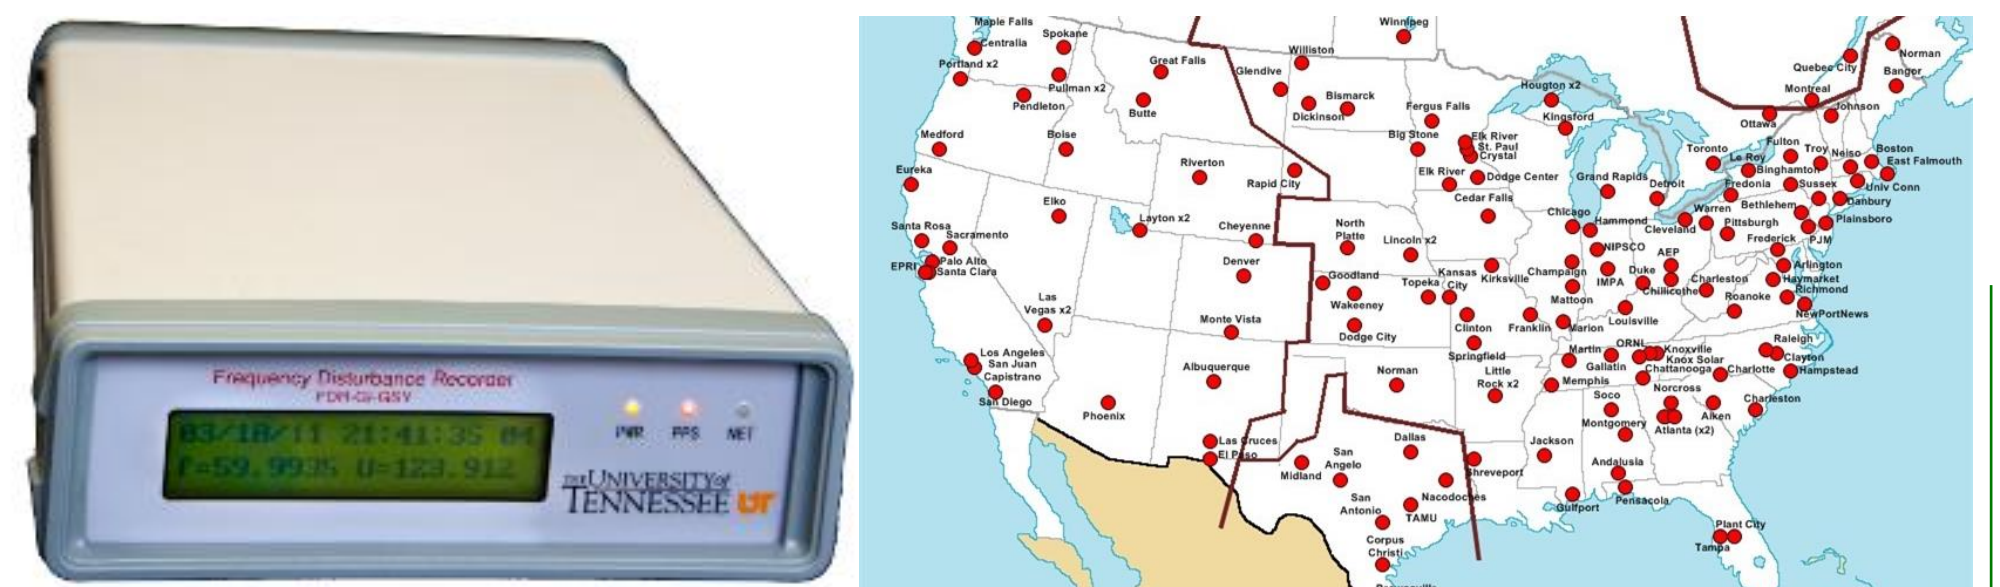 Frequency Disturbance Recorder
03/18/11 21:41:35
f=59.9935 U=123.912
PWR PPS NET
THE UNIVERSITY of
TENNESSEE UT
Maple Falls
Centralia
Spokane
Portland x2
Pullman x2
Pendleton
Great Falls
Butte
Williston
Winnipeg
Glendive
Dickinson
Bismarck
Fergus Falls
Big Stone
Elk River
St. Paul
Crystal
Elk River
Dodge Center
Cedar Falls
Hougton x2
Kingsford
Quebec City
Norman
Bangor
Montreal
Johnson
Ottawa
Toronto
Fulton
Troy
Neiso
Boston
East Falmouth
Le Roy
Binghamton
Univ Conn
Fredonia
Sussex
Danbury
Bethlehem
Plainsboro
Grand Rapids
Detroit
Medford
Boise
Eureka
Riverton
Rapid City
Elko
Layton x2
Cheyenne
North
Platte
Lincoln x2
Chicago
Hammond
Cleveland
Warren
Pittsburgh
Frederick
PJM
Santa Rosa
Sacramento
EPRI
Palo Alto
Santa Clara
Denver
Goodland
Topeka
Kansas
City
Kirksville
Champaign
NIPSCO
IMPA
Duke
AEP
Chillicothe
Charleston
Arlington
Haymarket
Richmond
Roanoke
NewPortNews
Las
Vegas x2
Monte Vista
Wakeeney
Dodge City
Clinton
Springfield
Mattoon
Franklin
Marion
Louisville
Los Angeles
San Juan
Capistrano
San Diego
Albuquerque
Phoenix
Norman
Little
Rock x2
Martin
Gallatin
ORNL
Knoxville
Knox Solar
Chattanooga
Memphis
Charlotte
Raleigh
Clayton
Hampstead
Norcross
Soco
Montgomery
Atlanta (x2)
Aiken
Charleston
Las Cruces
El Paso
Midland
San
Angelo
Dallas
Shreveport
Jackson
Andalusia
Pensacola
Gulfport
Nacodoches
TAMU
San
Antonio
Corpus
Christi
Plant City
Tampa